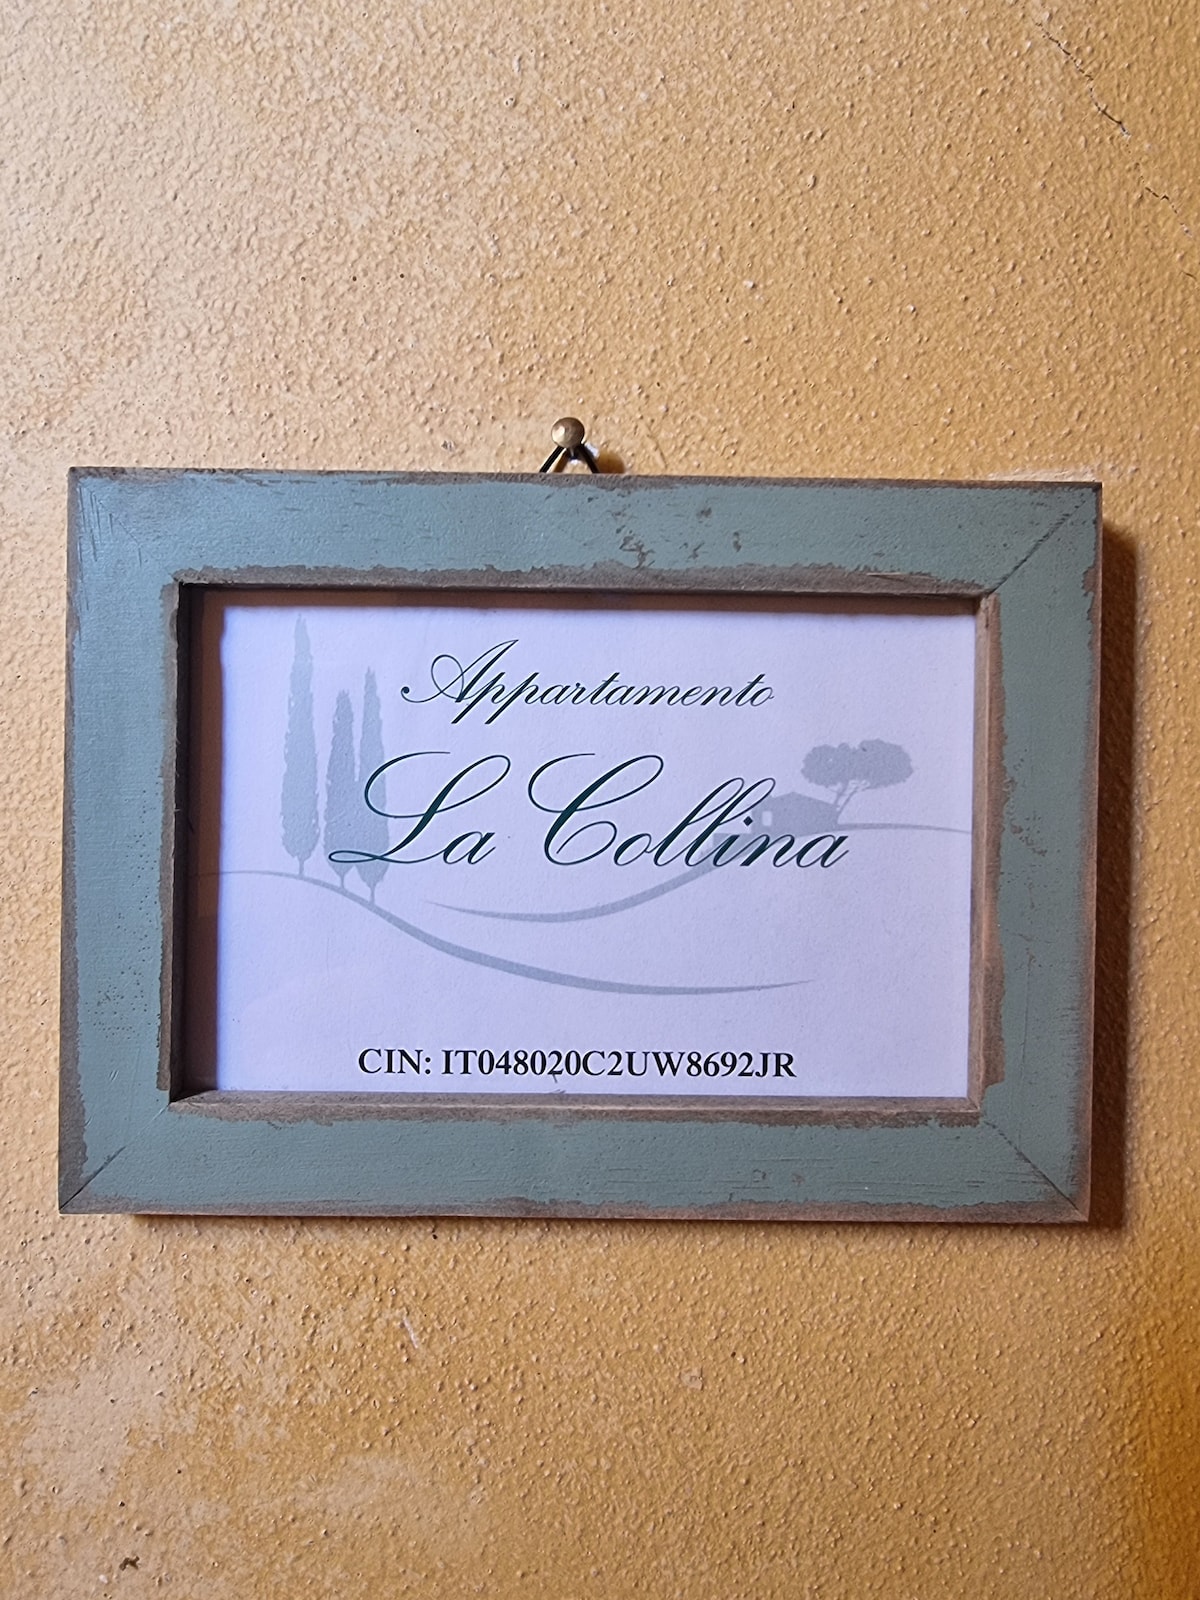 Appartamento
La Collina
CIN: IT048020C2UW8692JR